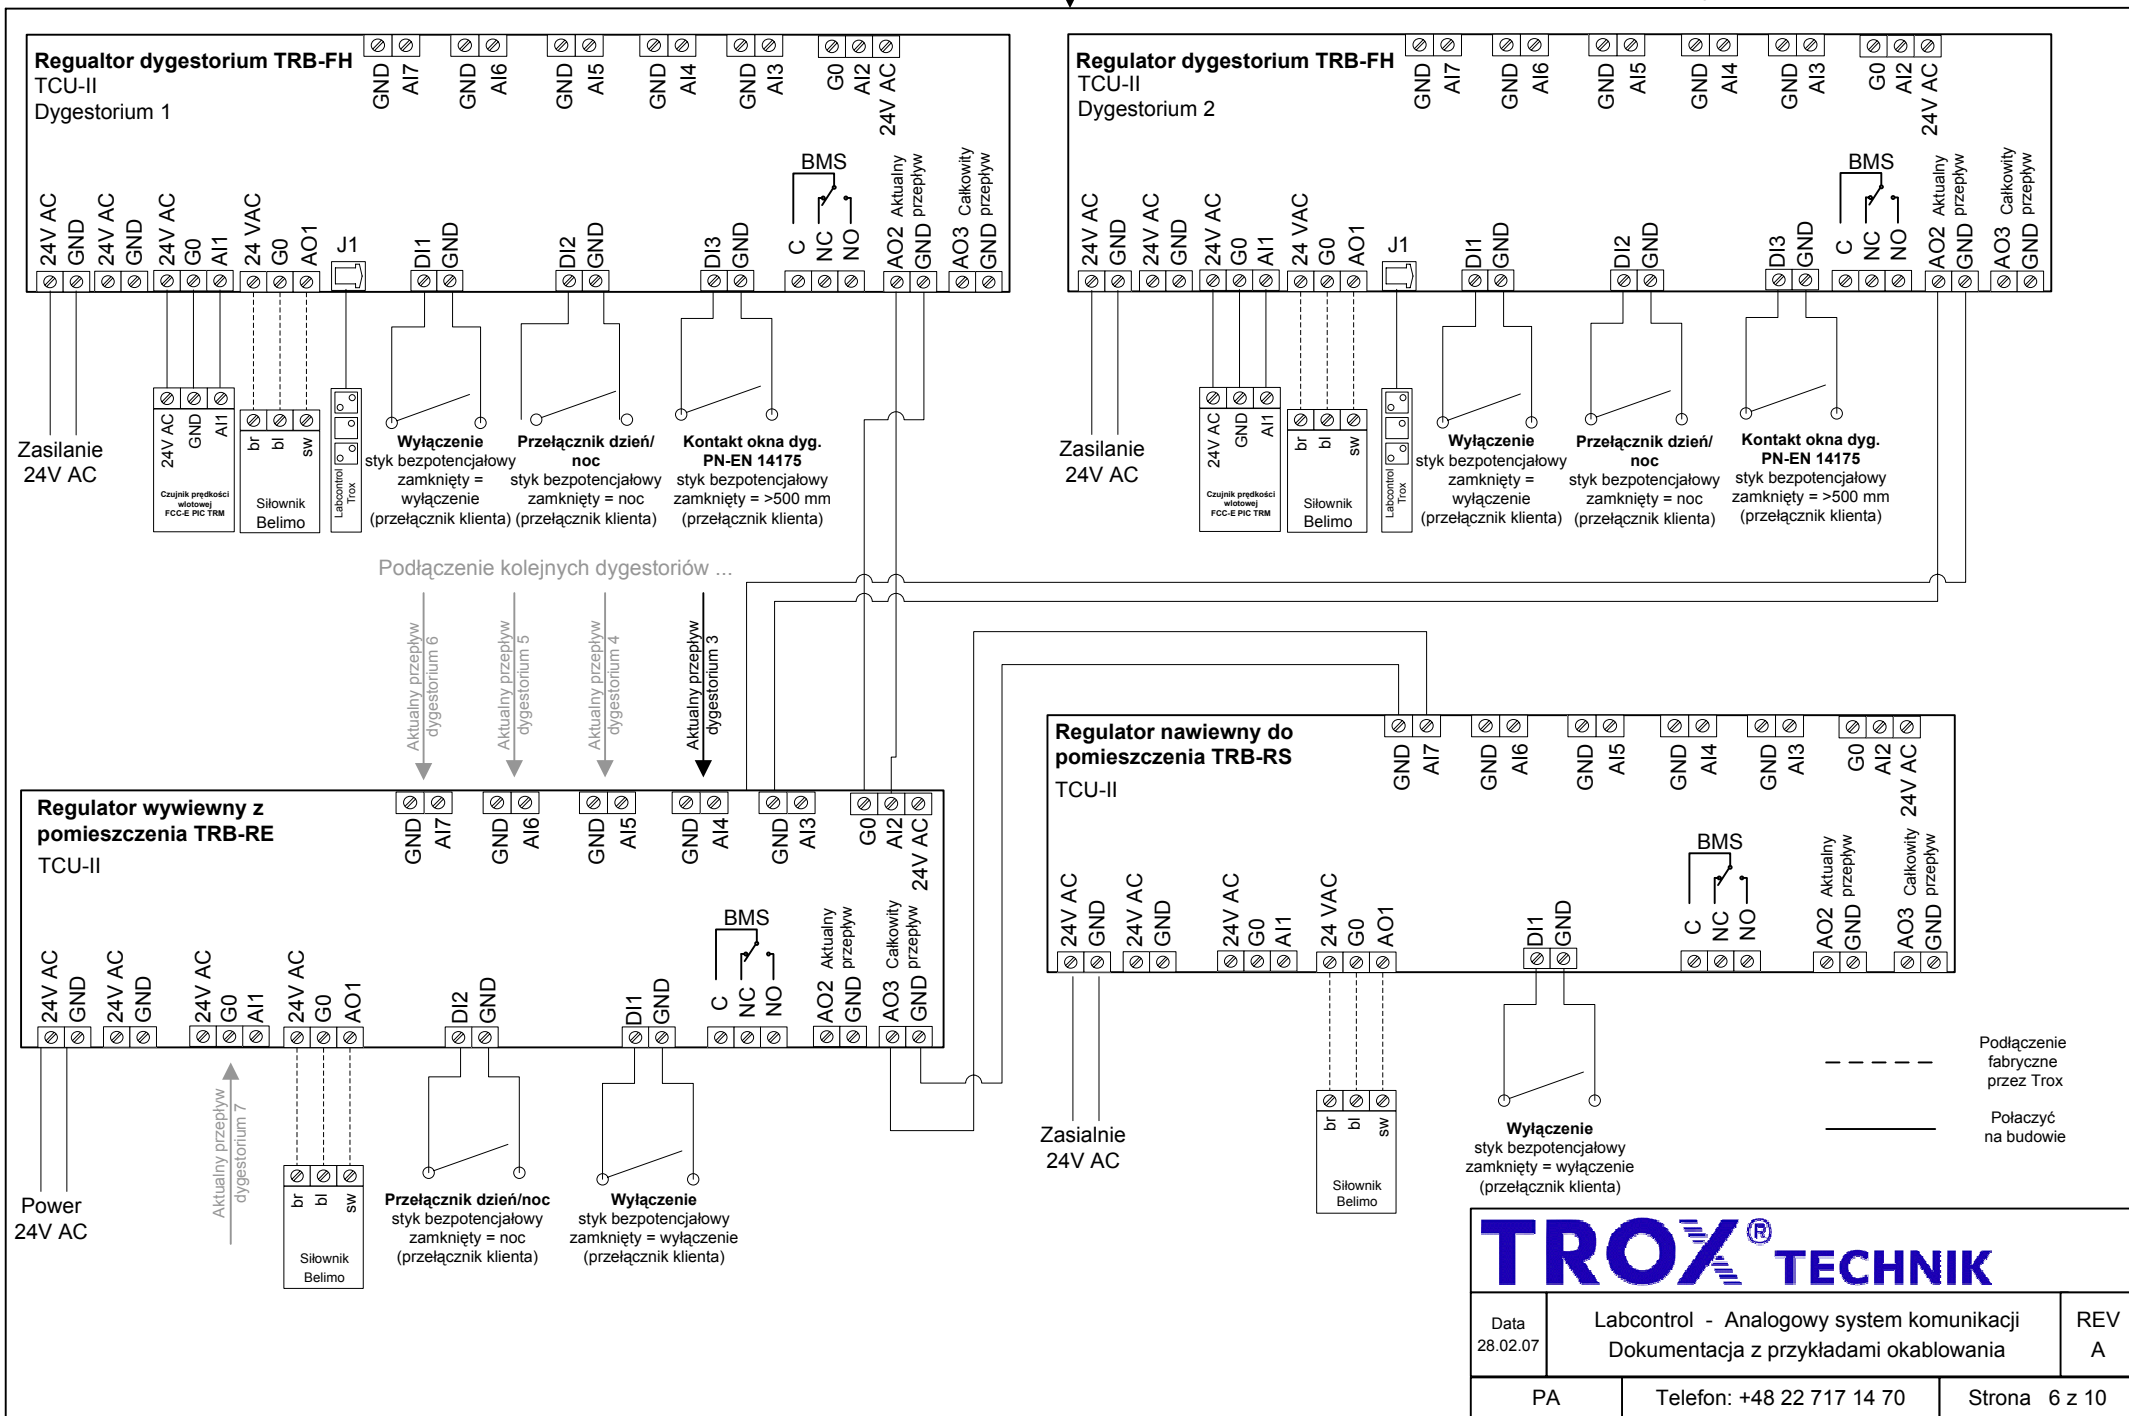 Regualtor dygestorium TRB-FH
TCU-II
Dygestorium 1
GND AI7 GND AI6 GND AI5 GND AI4 GND AI3 G0 AI2 24V AC
BMS
C NC NO
24V AC GND 24V AC GND 24V AC G0 AI1 24 VAC G0 AO1 J1 DI1 GND DI2 GND DI3 GND
AO2 Aktualny
GND przepływ
AO3 Całkowity
GND przepływ
Zasilanie
24V AC
24V AC GND AI1
Czujnik prędkości
wlotowej
FCC-E PIC TRM
br bl sw
Siłownik
Belimo
Labcontrol
Trox
Wyłączenie
styk bezpotencjałowy
zamknięty =
wyłączenie
(przełącznik klienta)
Przełącznik dzień/
noc
styk bezpotencjałowy
zamknięty = noc
(przełącznik klienta)
Kontakt okna dyg.
PN-EN 14175
styk bezpotencjałowy
zamknięty = >500 mm
(przełącznik klienta)
Regulator dygestorium TRB-FH
TCU-II
Dygestorium 2
GND AI7 GND AI6 GND AI5 GND AI4 GND AI3 G0 AI2 24V AC
BMS
C NC NO
24V AC GND 24V AC GND 24V AC G0 AI1 24 VAC G0 AO1 J1 DI1 GND DI2 GND DI3 GND
AO2 Aktualny
GND przepływ
AO3 Całkowity
GND przepływ
Zasilanie
24V AC
24V AC GND AI1
Czujnik prędkości
wlotowej
FCC-E PIC TRM
br bl sw
Siłownik
Belimo
Labcontrol
Trox
Wyłączenie
styk bezpotencjałowy
zamknięty =
wyłączenie
(przełącznik klienta)
Przełącznik dzień/
noc
styk bezpotencjałowy
zamknięty = noc
(przełącznik klienta)
Kontakt okna dyg.
PN-EN 14175
styk bezpotencjałowy
zamknięty = >500 mm
(przełącznik klienta)
Podłączenie kolejnych dygestoriów ...
Aktualny przepływ
dygestorium 6
Aktualny przepływ
dygestorium 5
Aktualny przepływ
dygestorium 4
Aktualny przepływ
dygestorium 3
Regulator wywiewny z
pomieszczenia TRB-RE
TCU-II
GND AI7 GND AI6 GND AI5 GND AI4 GND AI3 G0 AI2 24V AC
BMS
C NC NO
24V AC GND 24V AC GND 24V AC G0 AI1 24V AC G0 AO1 DI2 GND DI1 GND
AO2 Aktualny
GND przepływ
AO3 Całkowity
GND przepływ
Power
24V AC
Aktualny przepływ
dygestorium 7
br bl sw
Siłownik
Belimo
Przełącznik dzień/noc
styk bezpotencjałowy
zamknięty = noc
(przełącznik klienta)
Wyłączenie
styk bezpotencjałowy
zamknięty = wyłączenie
(przełącznik klienta)
Regulator nawiewny do
pomieszczenia TRB-RS
TCU-II
GND AI7 GND AI6 GND AI5 GND AI4 GND AI3 G0 AI2 24V AC
BMS
C NC NO
24V AC GND 24V AC GND 24V AC G0 AI1 24 VAC G0 AO1 DI1 GND
AO2 Aktualny
GND przepływ
AO3 Całkowity
GND przepływ
Zasialnie
24V AC
br bl sw
Siłownik
Belimo
Wyłączenie
styk bezpotencjałowy
zamknięty = wyłączenie
(przełącznik klienta)
Podłączenie
fabryczne
przez Trox
Połaczyć
na budowie
TROX® TECHNIK
Data
28.02.07
Labcontrol - Analogowy system komunikacji
Dokumentacja z przykładami okablowania
REV
A
PA
Telefon: +48 22 717 14 70
Strona 6 z 10